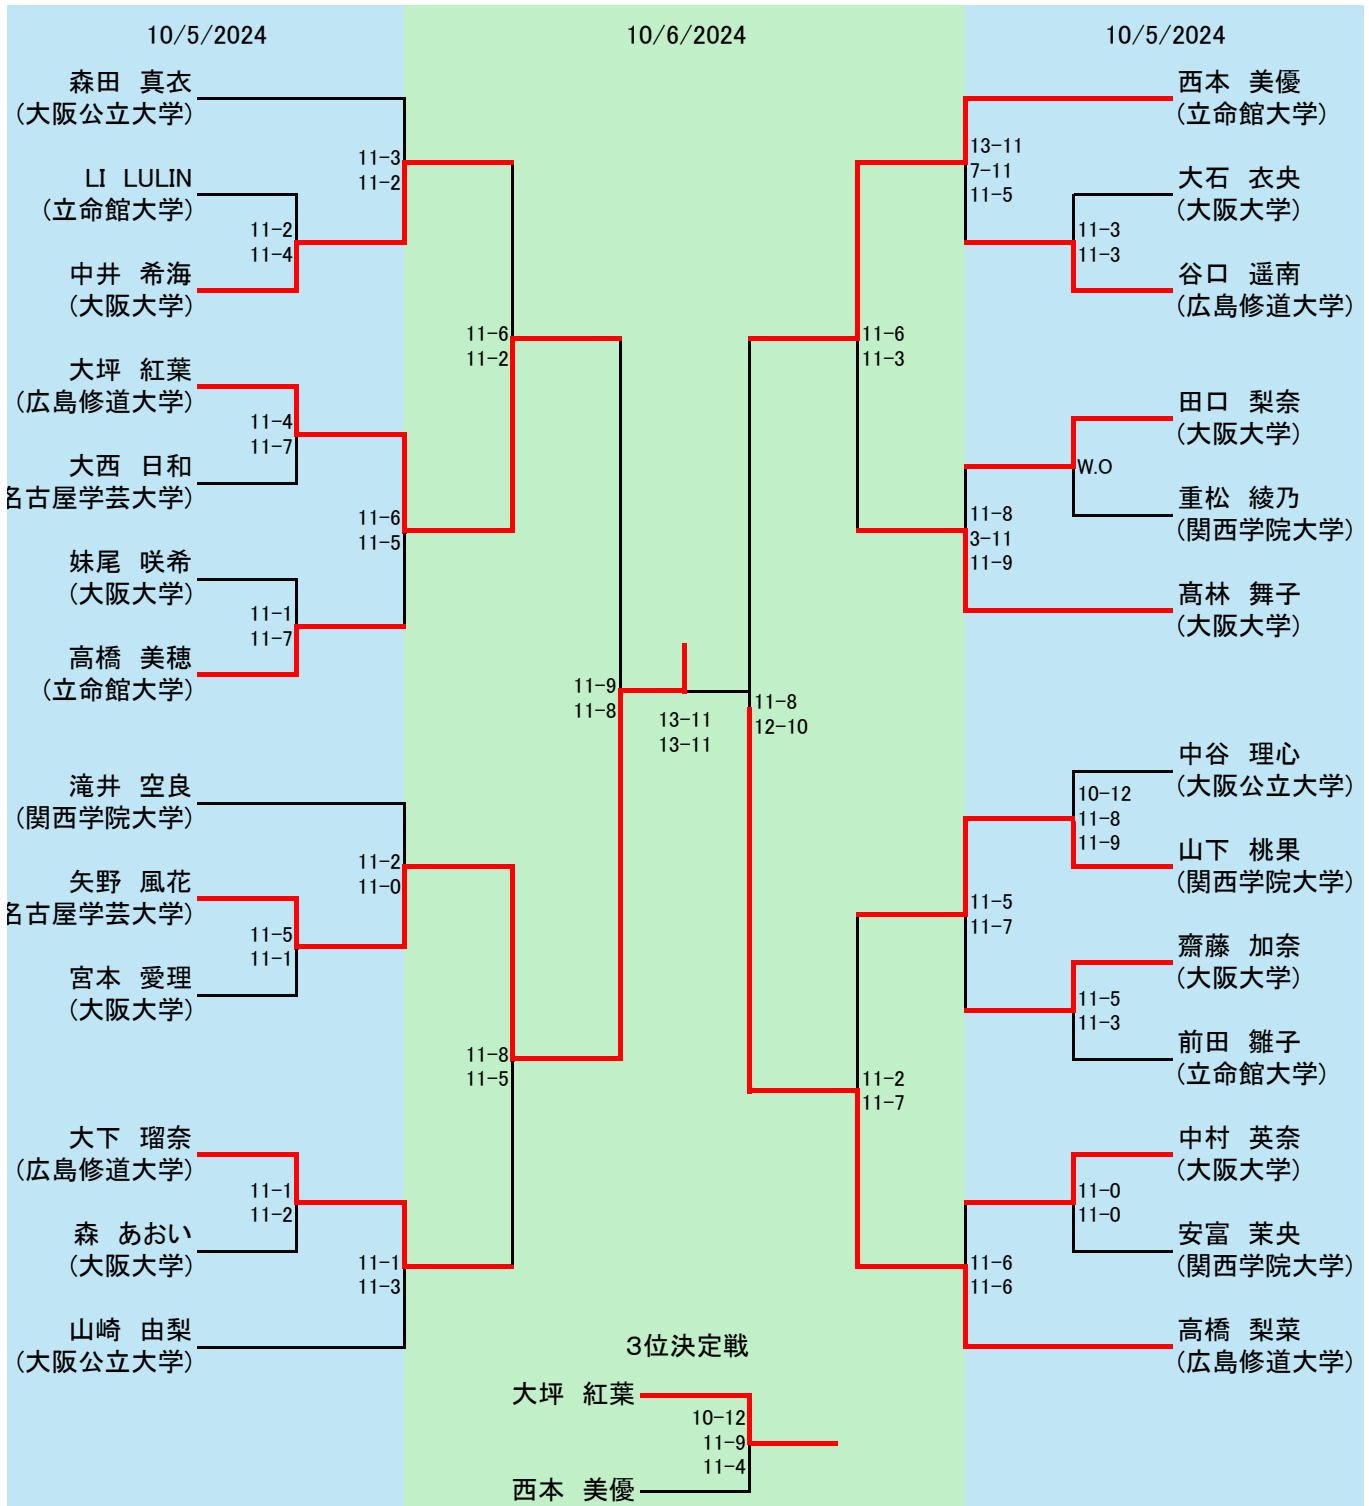 10/5/2024
10/6/2024
10/5/2024
森田　真衣
(大阪公立大学)
LI　LULIN
(立命館大学)
中井　希海
(大阪大学)
11-2
11-4
11-3
11-2
大坪　紅葉
(広島修道大学)
大西　日和
名古屋学芸大学)
11-4
11-7
妹尾　咲希
(大阪大学)
高橋　美穂
(立命館大学)
11-1
11-7
11-6
11-5
11-6
11-2
滝井　空良
(関西学院大学)
矢野　風花
名古屋学芸大学)
宮本　愛理
(大阪大学)
11-5
11-1
11-2
11-0
大下　瑠奈
(広島修道大学)
森　あおい
(大阪大学)
11-1
11-2
山崎　由梨
(大阪公立大学)
11-1
11-3
11-8
11-5
11-9
11-8
13-11
13-11
西本　美優
(立命館大学)
大石　衣央
(大阪大学)
谷口　遥南
(広島修道大学)
11-3
11-3
13-11
7-11
11-5
田口　梨奈
(大阪大学)
W.O
重松　綾乃
(関西学院大学)
髙林　舞子
(大阪大学)
11-8
3-11
11-9
11-6
11-3
11-8
12-10
中谷　理心
(大阪公立大学)
山下　桃果
(関西学院大学)
10-12
11-8
11-9
齋藤　加奈
(大阪大学)
前田　雛子
(立命館大学)
11-5
11-3
11-5
11-7
中村　英奈
(大阪大学)
安富　茉央
(関西学院大学)
11-0
11-0
高橋　梨菜
(広島修道大学)
11-6
11-6
11-2
11-7
3位決定戦
大坪　紅葉
10-12
11-9
11-4
西本　美優